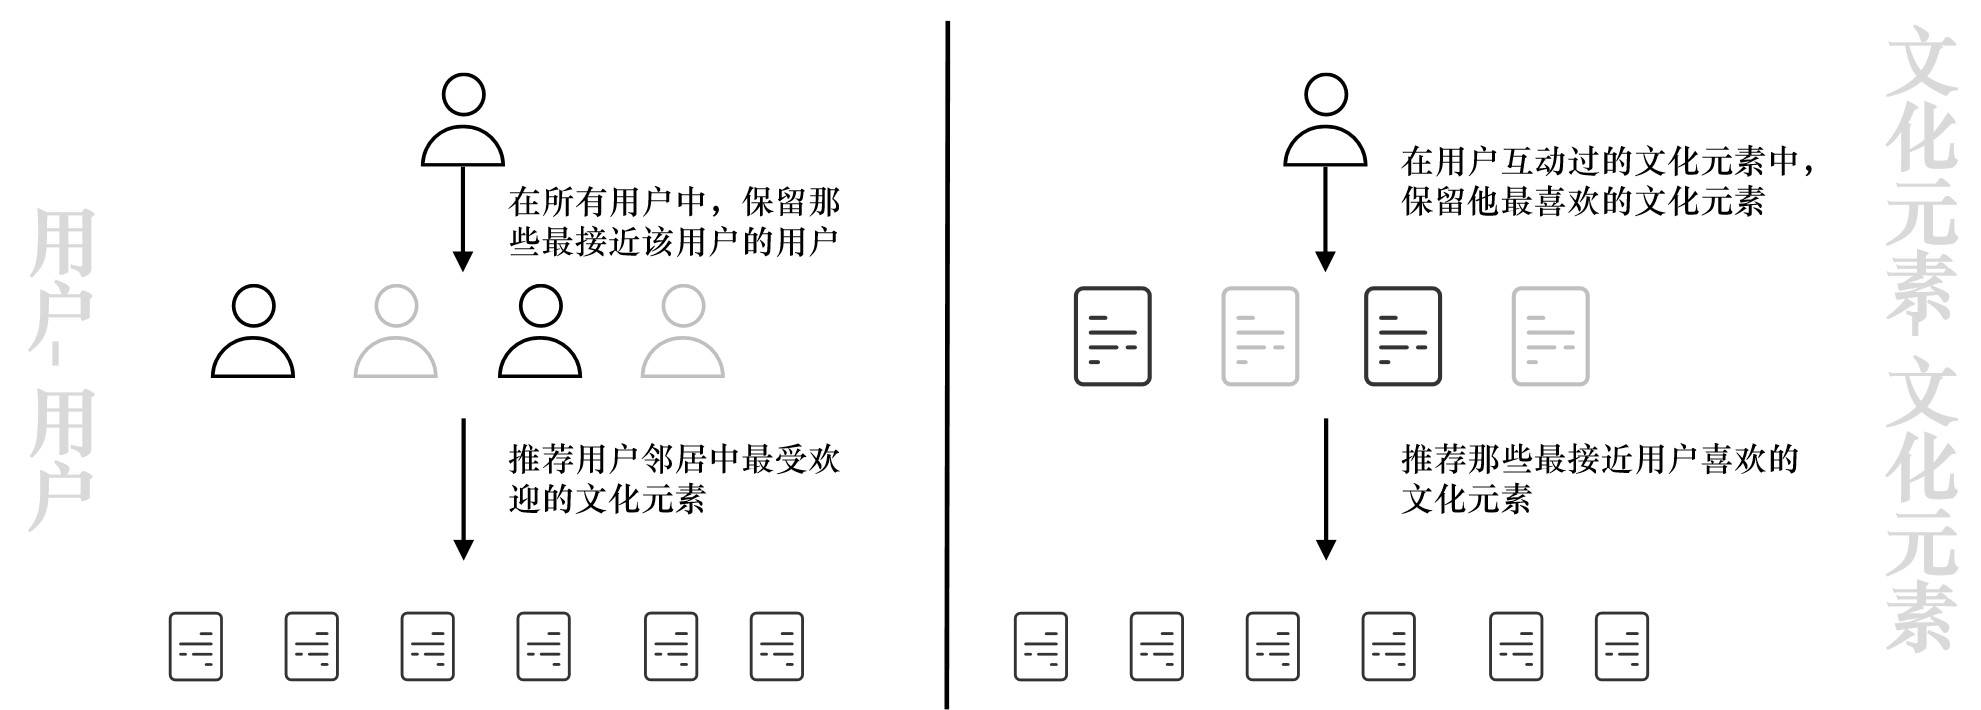 用户-用户
在所有用户中，保留那
些最接近该用户的用户
推荐用户邻居中最受欢
迎的文化元素
在用户互动过的文化元素中，
保留他最喜欢的文化元素
推荐那些最接近用户喜欢的
文化元素
文化元素-文化元素